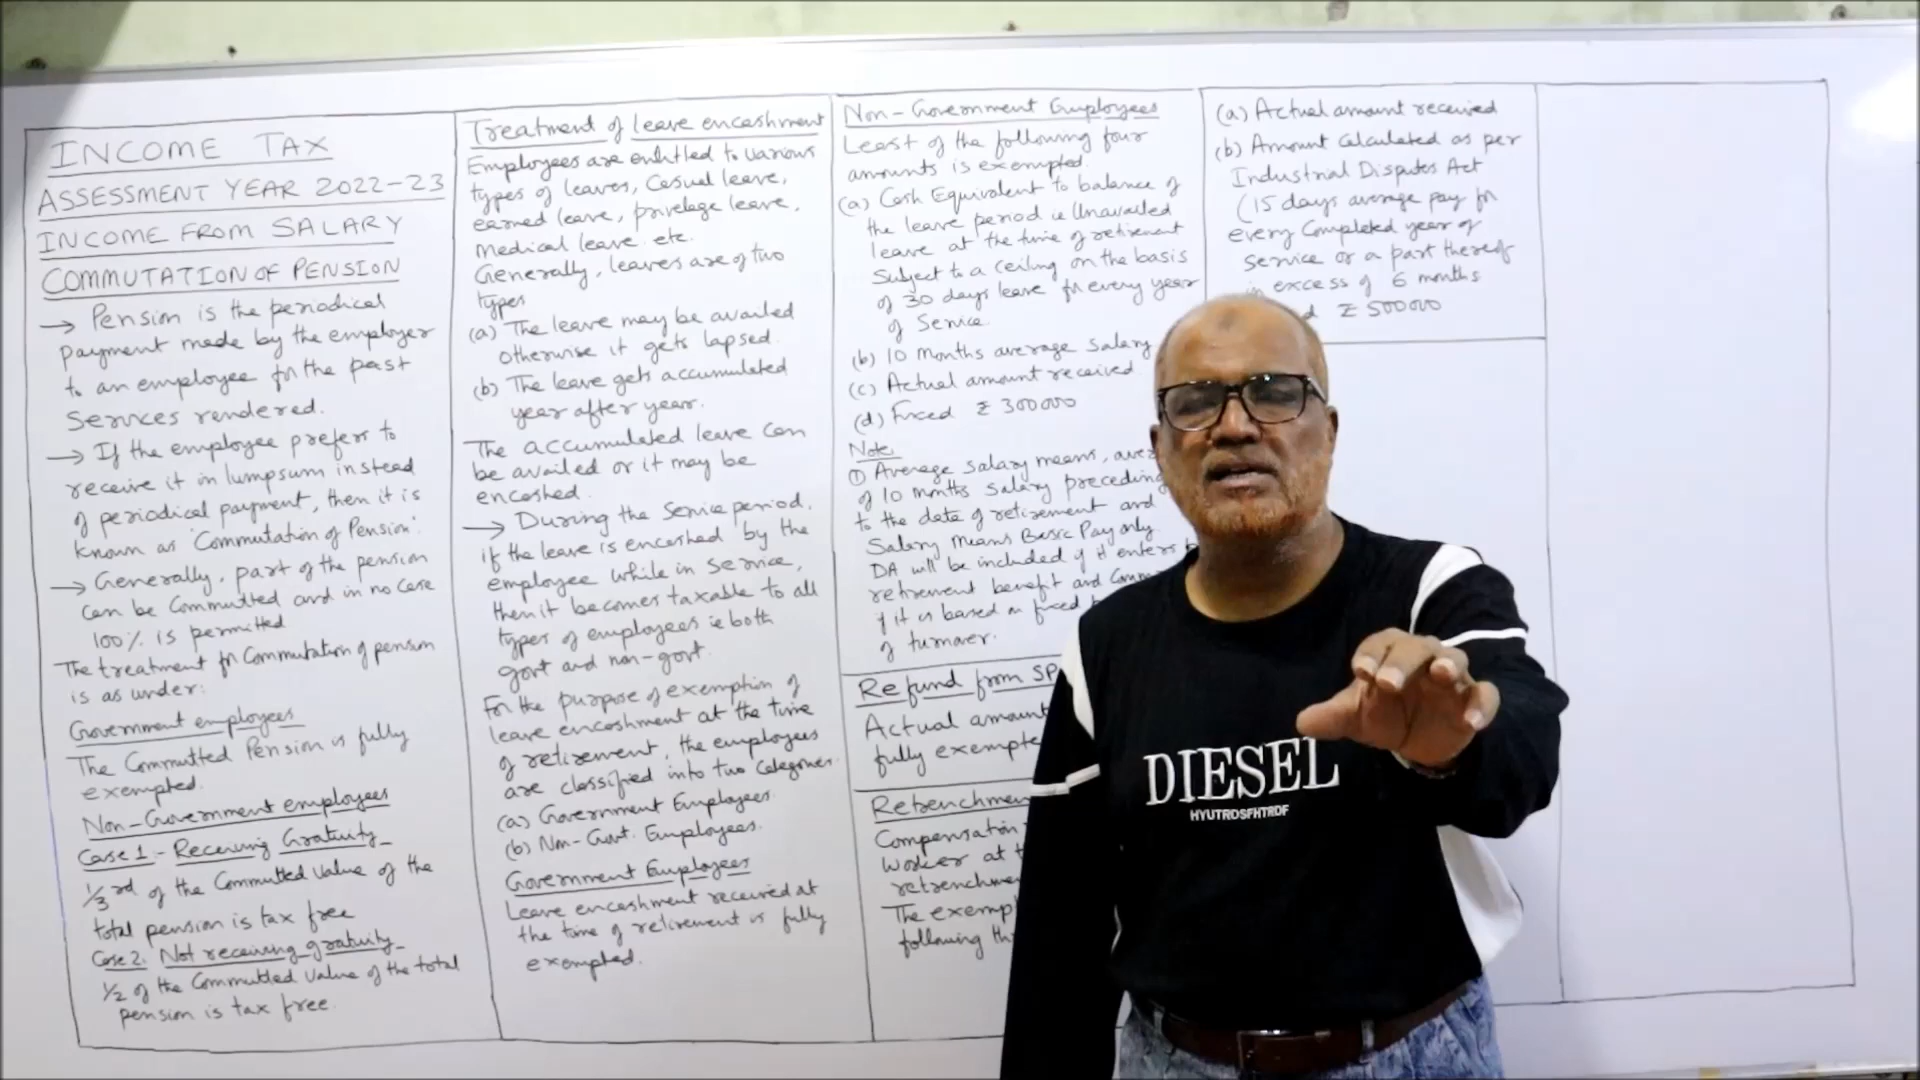 INCOME TAX
ASSESSMENT YEAR 2022-23
INCOME FROM SALARY
COMMUTATION OF PENSION
→ Pension is the periodical
payment made by the employer
to an employee for the past
Services rendered.
→ If the employee prefers to
receive it in lumpsum instead
of periodical payment, then it is
known as 'Commutation of Pension'.
→ Generally, part of the pension
can be Committed and in no case
100% is permitted
The treatment for Commutation of pension
is as under:
Government employees
The Committed Pension is fully
exempted.
Non-Government employees
Case 1 - Receiving Gratuity
1/3rd of the Committed value of the
total pension is tax free
Case 2. Not receiving gratuity
1/2 of the Committed value of the total
pension is tax free.
Treatment of leave encashment
Employees are entitled to various
types of leaves, Casual leave,
earned leave, privelege leave,
Medical leave etc.
Generally, leaves are of two
types
(a) The leave may be availed
otherwise it gets lapsed.
(b) The leave gets accumulated
year after year.
The accumulated leave can
be availed or it may be
encashed.
→ During the Service period,
if the leave is encashed by the
employee while in service,
then it becomes taxable to all
types of employees ie both
govt and non-govt.
For the purpose of exemption of
leave encashment at the time
of retirement, the employees
are classified into two categories.
(a) Government Employees.
(b) Non-Govt. Employees.
Government Employees
Leave encashment received at
the time of retirement is fully
exempted.
Non-Government Employees
Least of the following four
amounts is exempted.
(a) Cash Equivalent to balance of
the leave period ie Unavailed
leave at the time of retirement
Subject to a ceiling on the basis
of 30 days leave for every year
of Service.
(b) 10 Months average Salary
(c) Actual amount received.
(d) Fixed ₹ 300000
Note
① Average Salary means,
of 10 months Salary preceding
to the date of retirement and
Salary Means Basic Pay only
DA will be included if it enters
retirement benefit and
if it is based on fixed
of turnover.
Refund from
Actual amount
fully
Compensation
Worker at
The
following
(a) Actual amount received
(b) Amount Calculated as per
Industrial Disputes Act
(15 days average pay for
every Completed year of
Service or a part thereof
in excess of 6 months
₹ 500000
DIESEL
HYUTRDSFHTRDF